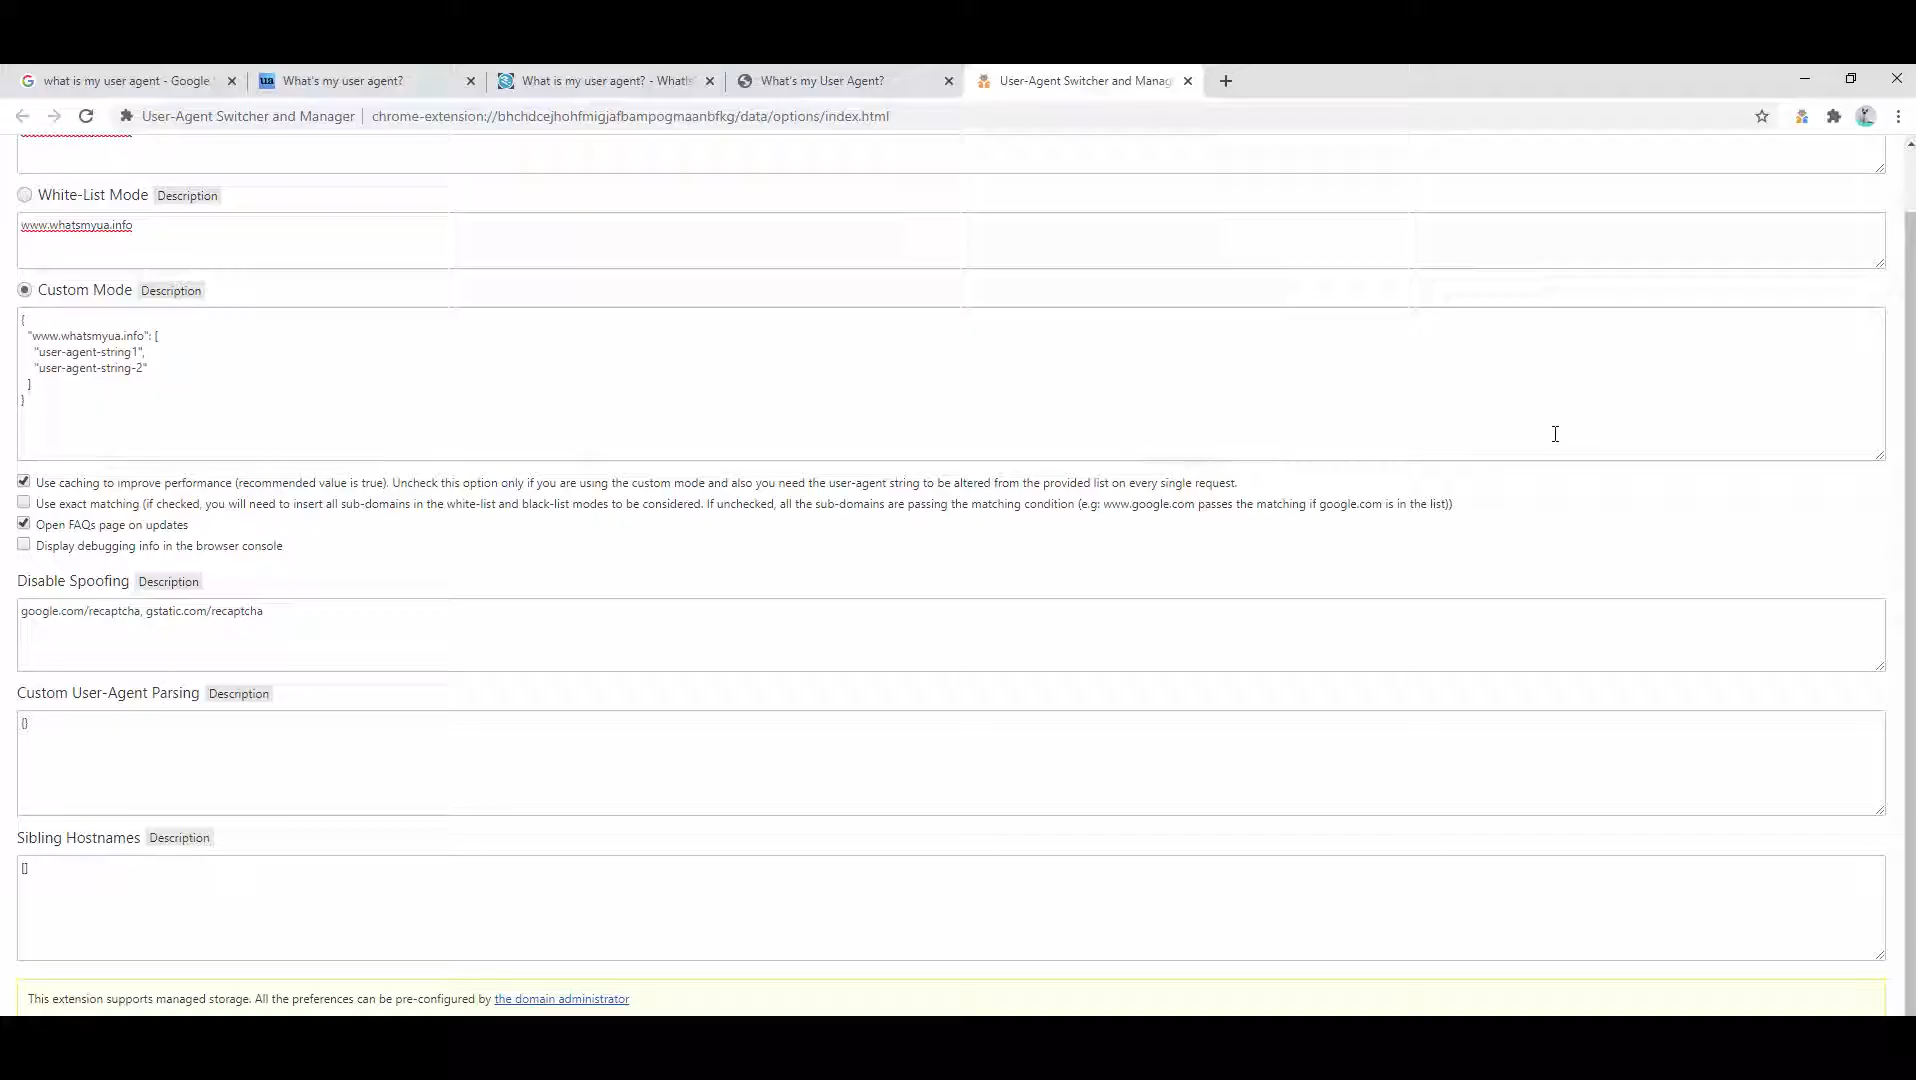 what is my user agent - Google
What's my user agent?
What is my user agent? - WhatIs
What's my User Agent?
User-Agent Switcher and Manag
User-Agent Switcher and Manager
chrome-extension://bhchdcejhohfmigjafbampogmaanbfkg/data/options/index.html
White-List Mode Description
www.whatsmyua.info
Custom Mode Description
{
"www.whatsmyua.info": [
"user-agent-string1",
"user-agent-string-2"
]
}
Use caching to improve performance (recommended value is true). Uncheck this option only if you are using the custom mode and also you need the user-agent string to be altered from the provided list on every single request.
Use exact matching (if checked, you will need to insert all sub-domains in the white-list and black-list modes to be considered. If unchecked, all the sub-domains are passing the matching condition (e.g: www.google.com passes the matching if google.com is in the list))
Open FAQs page on updates
Display debugging info in the browser console
Disable Spoofing Description
google.com/recaptcha, gstatic.com/recaptcha
Custom User-Agent Parsing Description
{}
Sibling Hostnames Description
[]
This extension supports managed storage. All the preferences can be pre-configured by the domain administrator